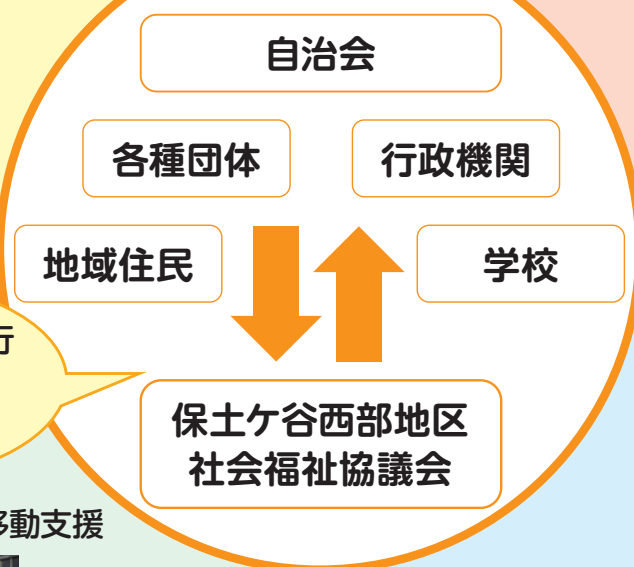 自治会
各種団体
行政機関
地域住民
学校
行
保土ケ谷西部地区
社会福祉協議会
移動支援